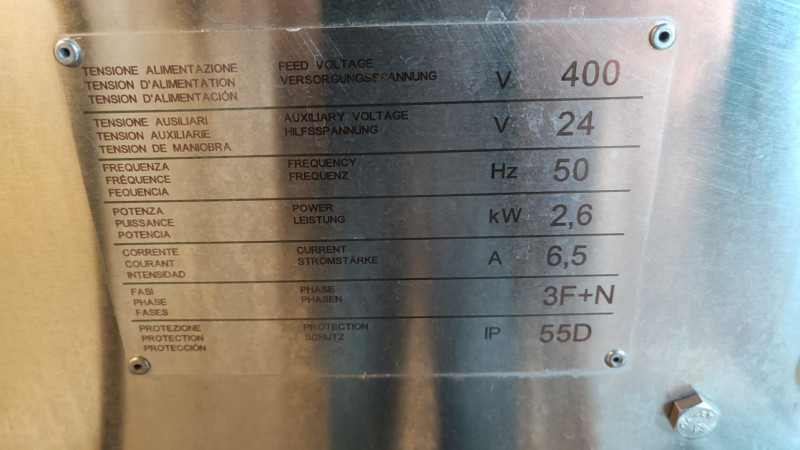 TENSIONE ALIMENTAZIONE FEED VOLTAGE
TENSION D'ALIMENTATION VERSORGUNGSSPANNUNG V 400
TENSION D'ALIMENTACIÓN
TENSIONE AUSILIARI AUXILIARY VOLTAGE
TENSION AUXILIARIE HILFSSPANNUNG V 24
TENSION DE MANIOBRA
FREQUENZA FREQUENCY
FRÉQUENCE FREQUENZ Hz 50
FEQUENCIA
POTENZA POWER
PUISSANCE LEISTUNG kW 2,6
POTENCIA
CORRENTE CURRENT
COURANT STROMSTÄRKE A 6,5
INTENSIDAD
FASI PHASE
PHASE PHASEN 3F+N
FASES
PROTEZIONE PROTECTION
PROTECTION SCHUTZ IP 55D
PROTECCIÓN